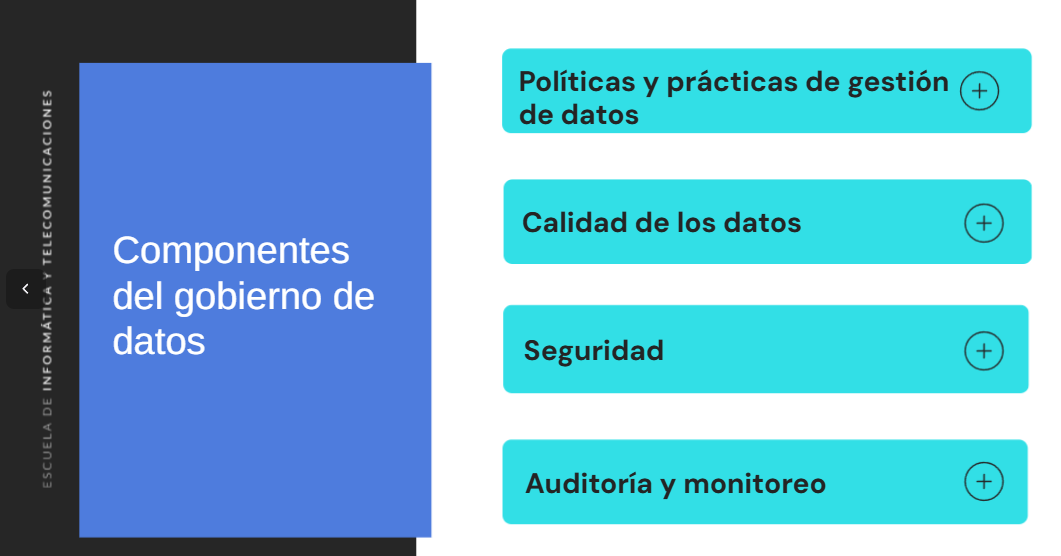 ESCUELA DE INFORMÁTICA Y TELECOMUNICACIONES
Componentes
del gobierno de
datos
Políticas y prácticas de gestión
de datos
Calidad de los datos
Seguridad
Auditoría y monitoreo